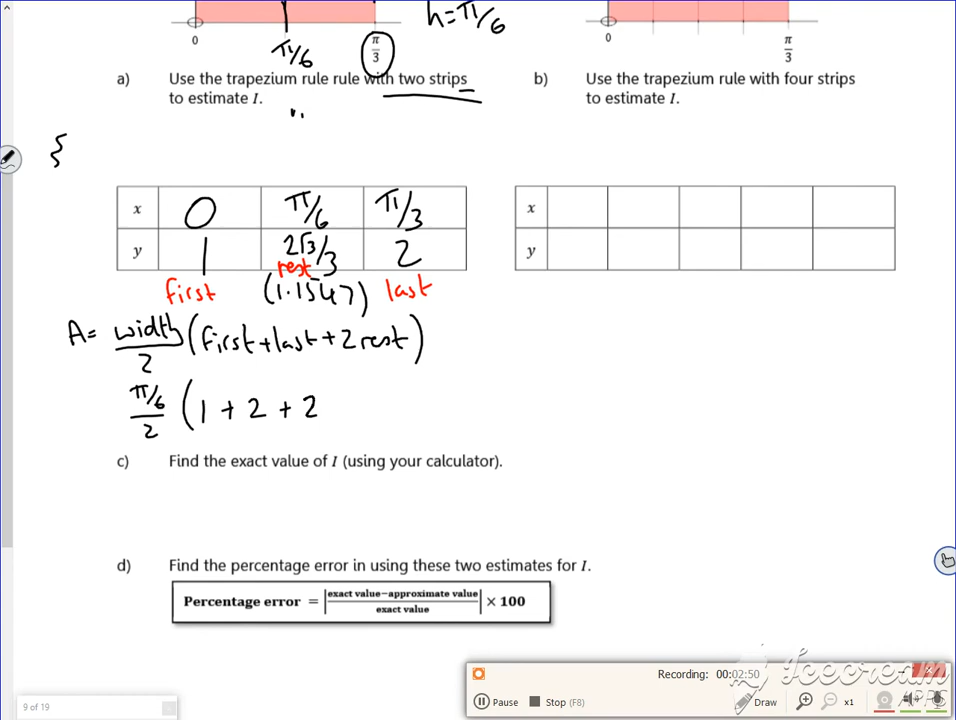 h=π/6
0
π/6
π/3
0
π/3
a) Use the trapezium rule rule with two strips
to estimate I.
b) Use the trapezium rule with four strips
to estimate I.
x 0 π/6 π/3
y 1 2√3/3 2
first rest (1.1547) last
x
y
A= width/2 (first+last+2rest)
π/6/2 (1 + 2 + 2
c) Find the exact value of I (using your calculator).
d) Find the percentage error in using these two estimates for I.
Percentage error = |exact value−approximate value/exact value| × 100
Recording: 00:02:50
Pause Stop (F8) Draw x1
Icecream
APPS
9 of 19